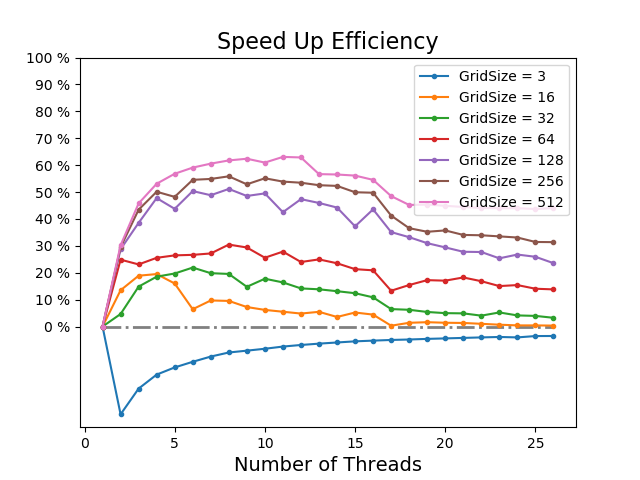 Speed Up Efficiency
100 %
90 %
80 %
70 %
60 %
50 %
40 %
30 %
20 %
10 %
0 %
GridSize = 3
GridSize = 16
GridSize = 32
GridSize = 64
GridSize = 128
GridSize = 256
GridSize = 512
0 5 10 15 20 25
Number of Threads